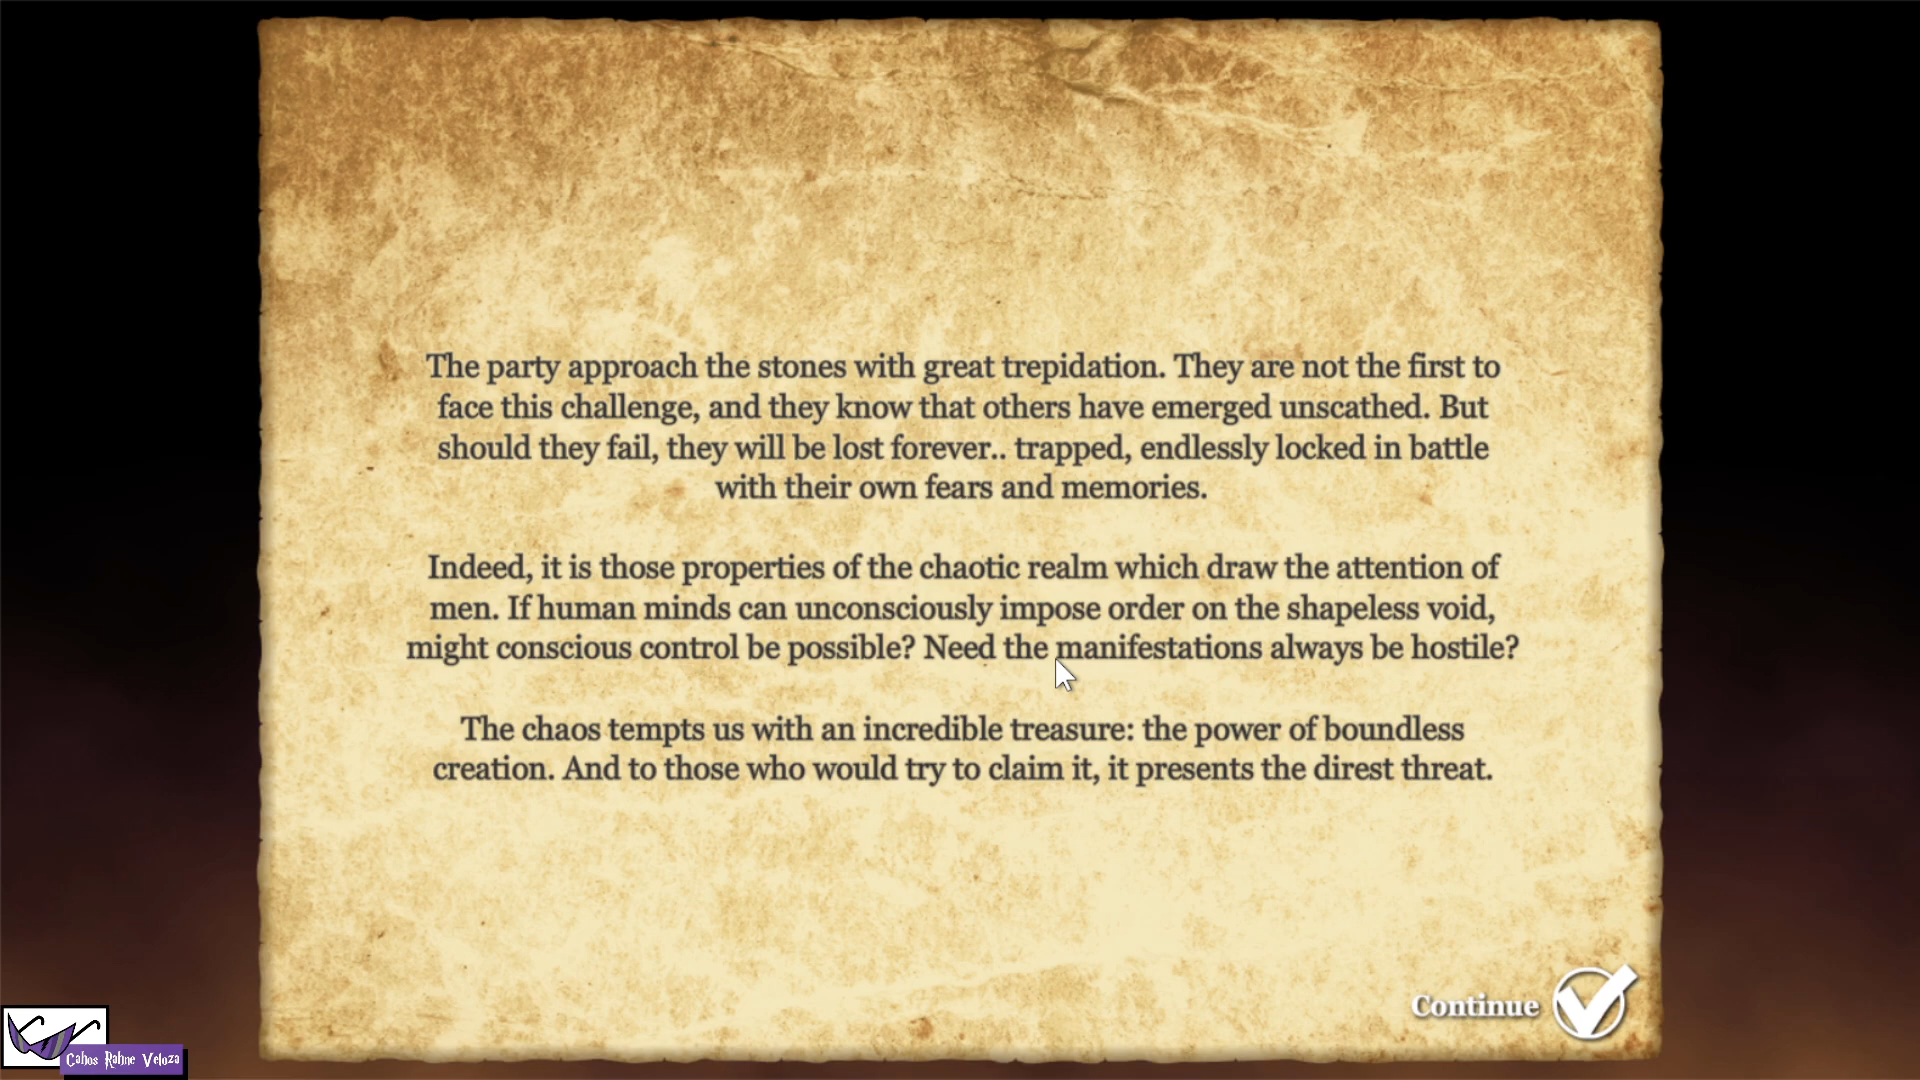 The party approach the stones with great trepidation. They are not the first to
face this challenge, and they know that others have emerged unscathed. But
should they fail, they will be lost forever.. trapped, endlessly locked in battle
with their own fears and memories.
Indeed, it is those properties of the chaotic realm which draw the attention of
men. If human minds can unconsciously impose order on the shapeless void,
might conscious control be possible? Need the manifestations always be hostile?
The chaos tempts us with an incredible treasure: the power of boundless
creation. And to those who would try to claim it, it presents the direst threat.
Continue
Cahos Rahne Veloza